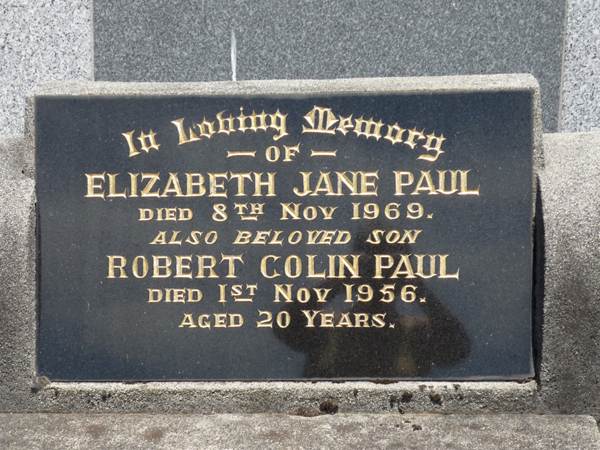 In Loving Memory
— OF —
ELIZABETH JANE PAUL
DIED 8TH NOV 1969.
ALSO BELOVED SON
ROBERT COLIN PAUL
DIED 1ST NOV 1956.
AGED 20 YEARS.